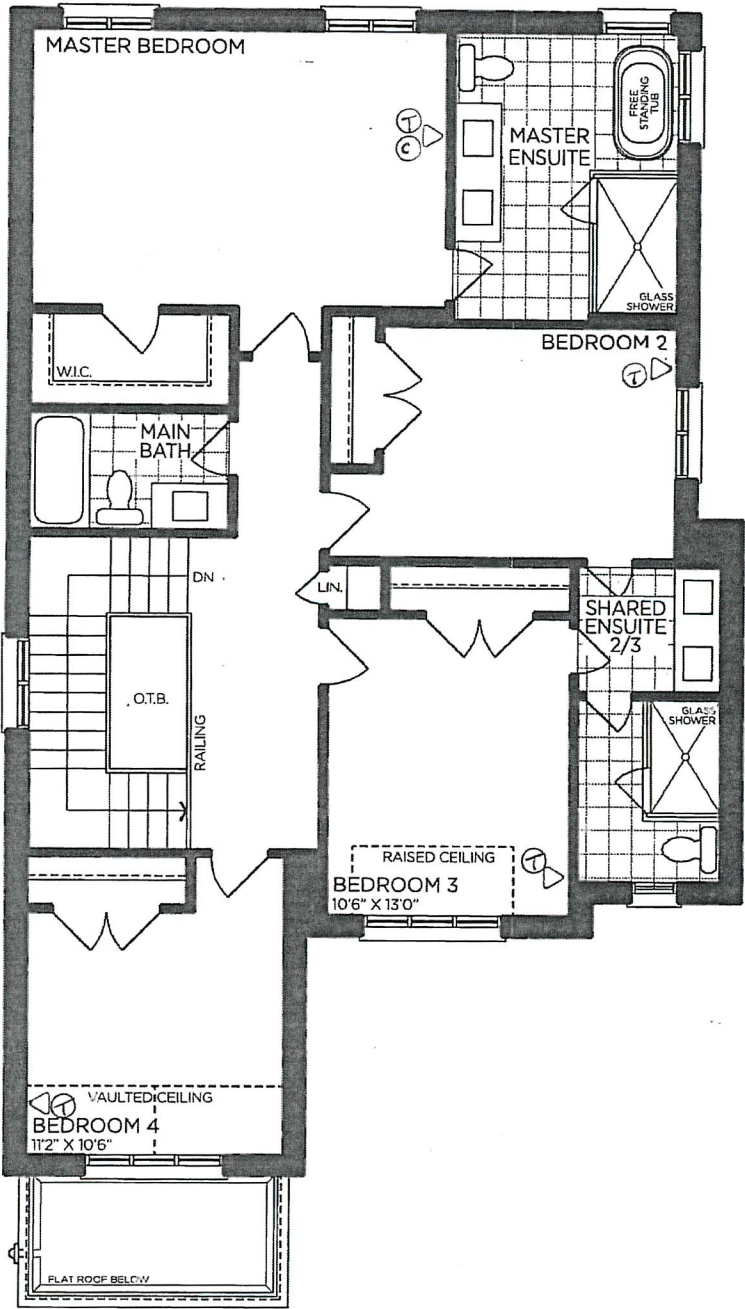 MASTER BEDROOM
T
C
MASTER
ENSUITE
FREE
STANDING
TUB
GLASS
SHOWER
W.I.C.
BEDROOM 2
T
MAIN
BATH
DN
LIN.
SHARED
ENSUITE
2/3
O.T.B.
RAILING
GLASS
SHOWER
RAISED CEILING
T
BEDROOM 3
10'6" X 13'0"
VAULTED CEILING
T
BEDROOM 4
11'2" X 10'6"
FLAT ROOF BELOW